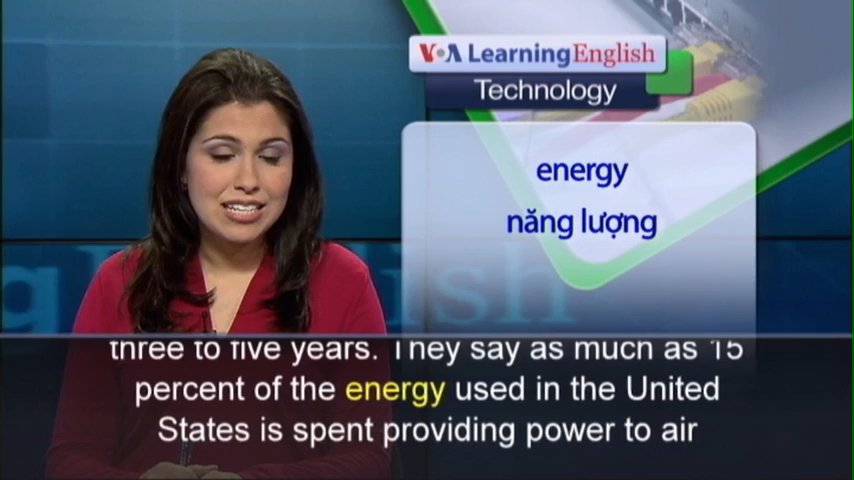 VOA Learning English
Technology
energy
năng lượng
three to five years. They say as much as 15
percent of the energy used in the United
States is spent providing power to air